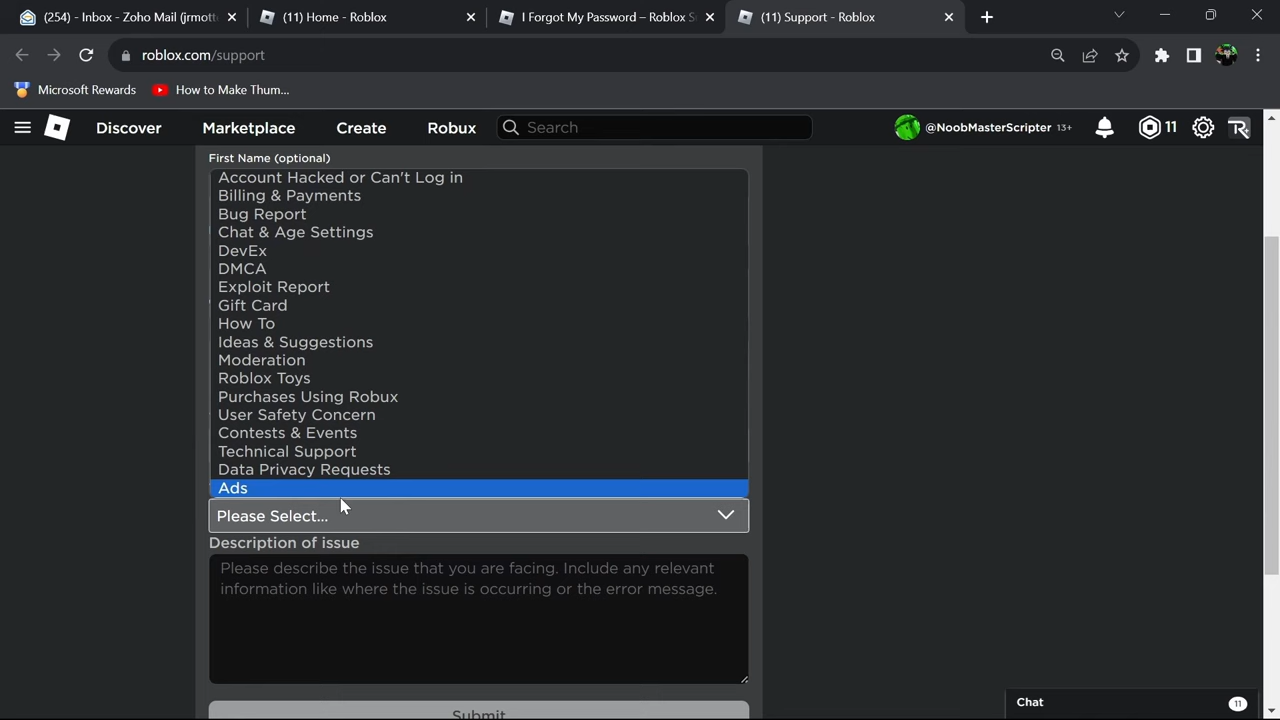 (254) - Inbox - Zoho Mail (jrmott
(11) Home - Roblox
I Forgot My Password – Roblox S
(11) Support - Roblox
roblox.com/support
Microsoft Rewards
How to Make Thum...
Discover
Marketplace
Create
Robux
Search
@NoobMasterScripter 13+
11
First Name (optional)
Account Hacked or Can't Log in
Billing & Payments
Bug Report
Chat & Age Settings
DevEx
DMCA
Exploit Report
Gift Card
How To
Ideas & Suggestions
Moderation
Roblox Toys
Purchases Using Robux
User Safety Concern
Contests & Events
Technical Support
Data Privacy Requests
Ads
Please Select...
Description of issue
Please describe the issue that you are facing. Include any relevant
information like where the issue is occurring or the error message.
Submit
Chat
11